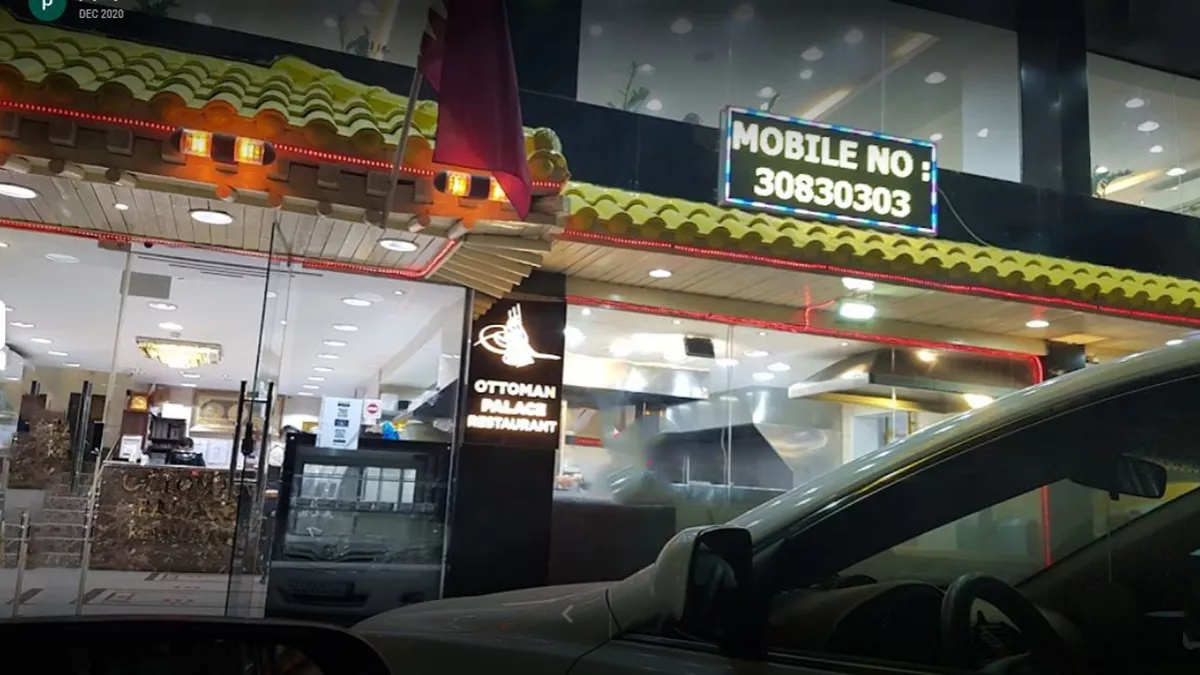 P
DEC 2020
MOBILE NO :
30830303
OTTOMAN
PALACE
RESTAURANT